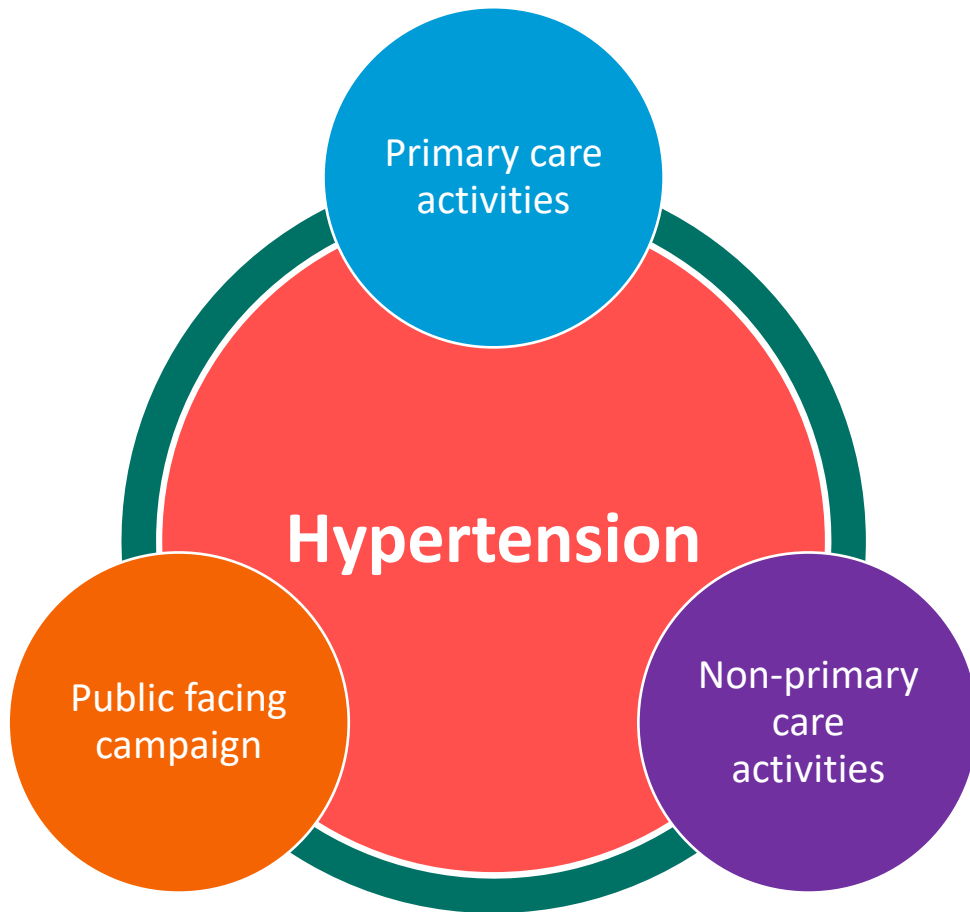 Primary care
activities
Hypertension
Public facing
campaign
Non-primary
care
activities